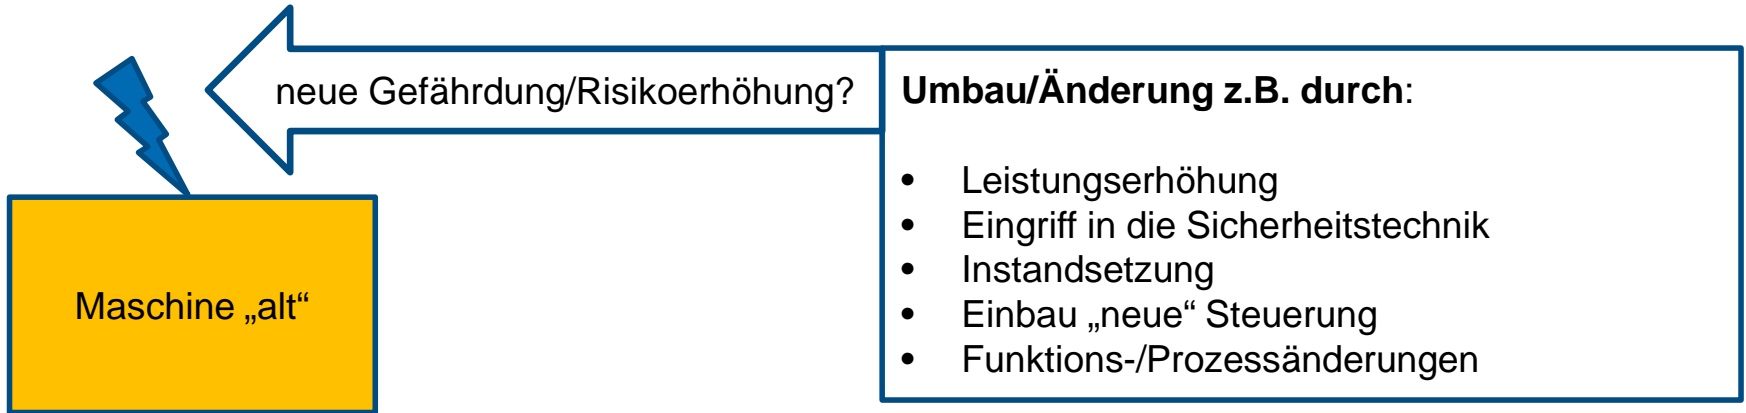 neue Gefährdung/Risikoerhöhung?
Umbau/Änderung z.B. durch:
• Leistungserhöhung
• Eingriff in die Sicherheitstechnik
• Instandsetzung
• Einbau „neue“ Steuerung
• Funktions-/Prozessänderungen
Maschine „alt“